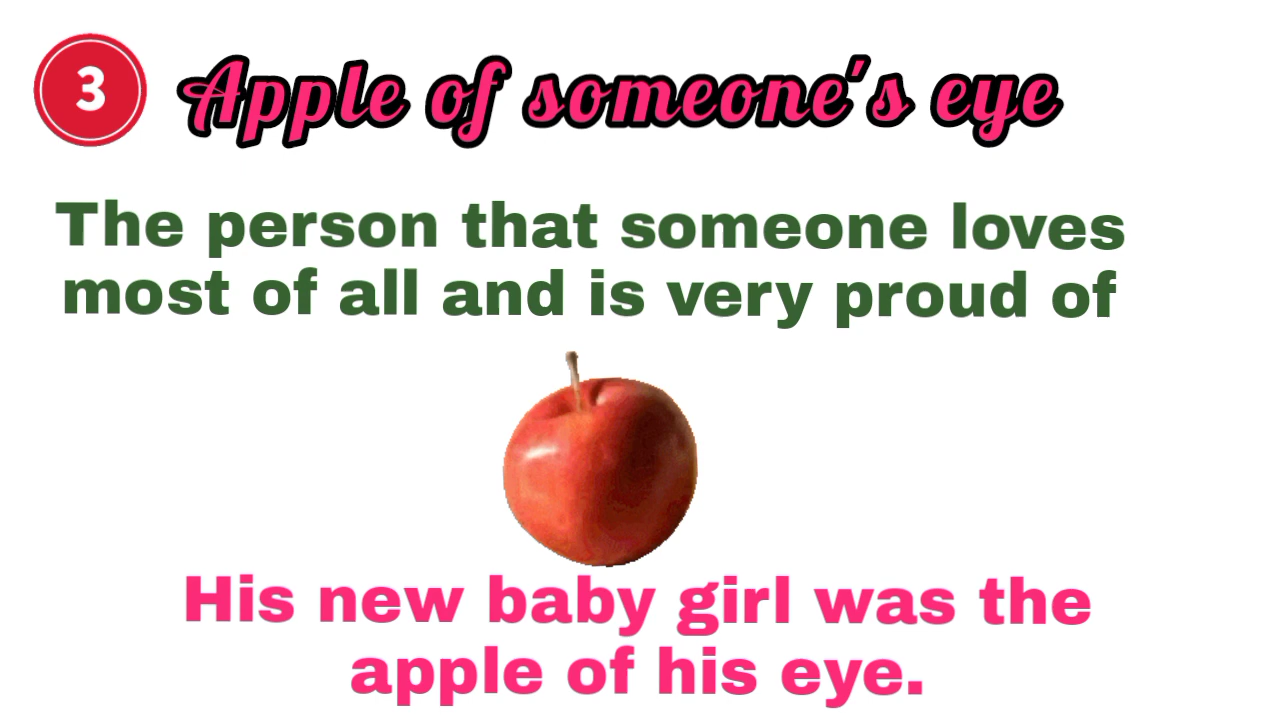 3
Apple of someone's eye
The person that someone loves
most of all and is very proud of
His new baby girl was the
apple of his eye.